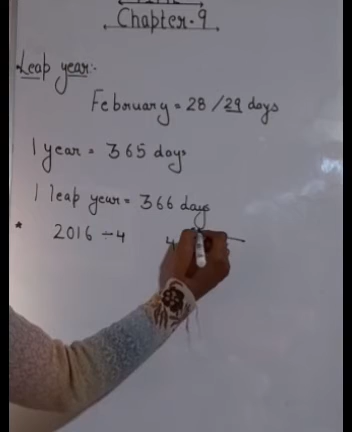 Chapter-9
Leap year:-
February = 28 / 29 days
1 year = 365 days
1 leap year = 366 days
* 2016 ÷ 4 4